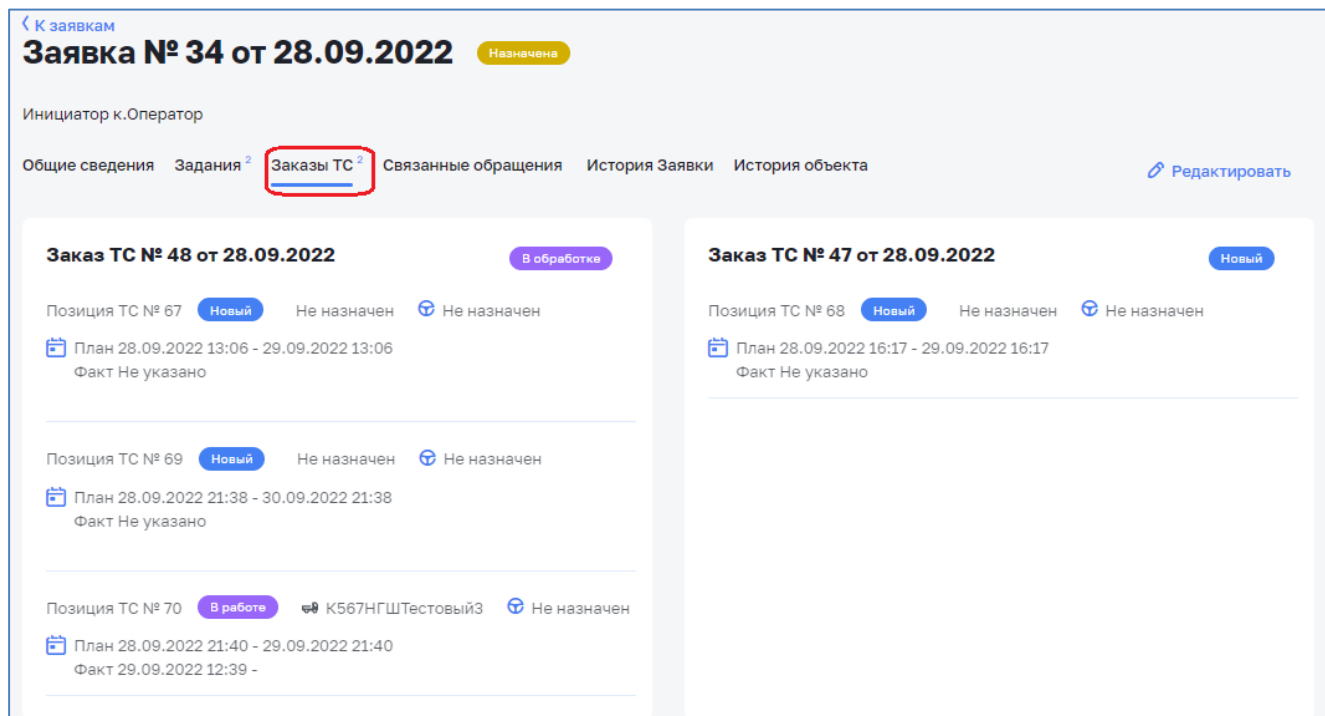 К заявкам
Заявка № 34 от 28.09.2022 Назначена
Инициатор к.Оператор
Общие сведения Задания 2 Заказы ТС 2 Связанные обращения История Заявки История объекта Редактировать
Заказ ТС № 48 от 28.09.2022 В обработке
Позиция ТС № 67 Новый Не назначен Не назначен
План 28.09.2022 13:06 - 29.09.2022 13:06
Факт Не указано
Позиция ТС № 69 Новый Не назначен Не назначен
План 28.09.2022 21:38 - 30.09.2022 21:38
Факт Не указано
Позиция ТС № 70 В работе К567НГШТестовый3 Не назначен
План 28.09.2022 21:40 - 29.09.2022 21:40
Факт 29.09.2022 12:39 -
Заказ ТС № 47 от 28.09.2022 Новый
Позиция ТС № 68 Новый Не назначен Не назначен
План 28.09.2022 16:17 - 29.09.2022 16:17
Факт Не указано